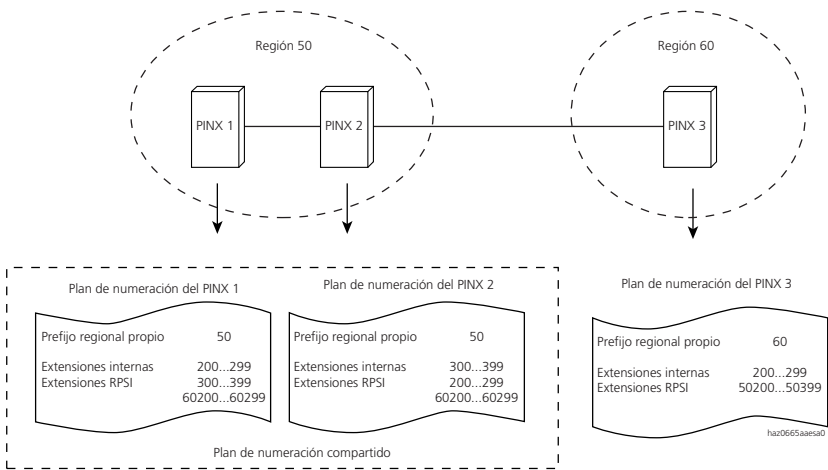 Región 50
Región 60
PINX 1
PINX 2
PINX 3
Plan de numeración del PINX 1
Prefijo regional propio 50
Extensiones internas 200...299
Extensiones RPSI 300...399
60200...60299
Plan de numeración del PINX 2
Prefijo regional propio 50
Extensiones internas 300...399
Extensiones RPSI 200...299
60200...60299
Plan de numeración compartido
Plan de numeración del PINX 3
Prefijo regional propio 60
Extensiones internas 200...299
Extensiones RPSI 50200...50399
haz0665aaesa0